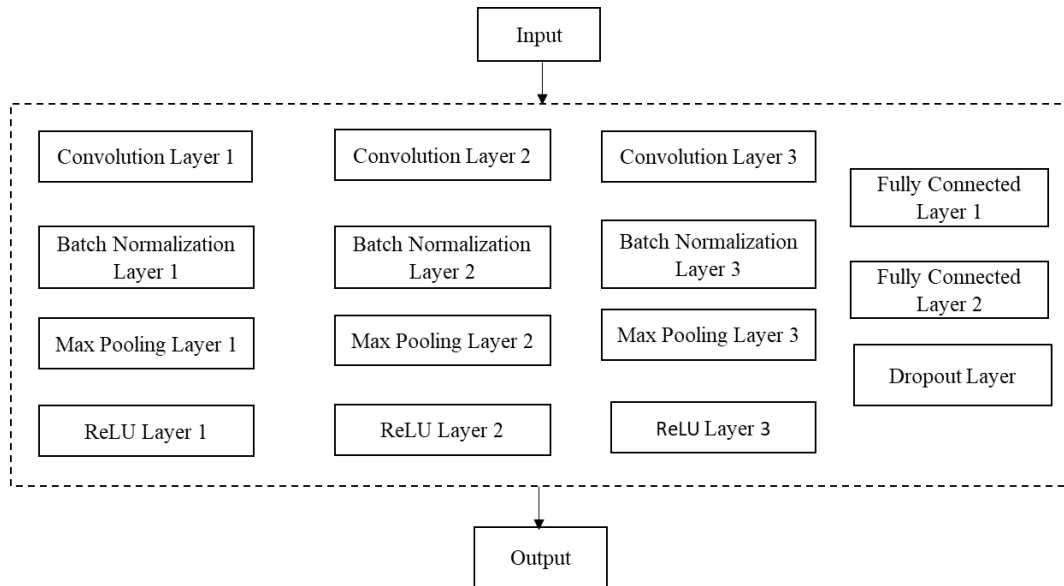 Input
Convolution Layer 1
Batch Normalization
Layer 1
Max Pooling Layer 1
ReLU Layer 1
Convolution Layer 2
Batch Normalization
Layer 2
Max Pooling Layer 2
ReLU Layer 2
Convolution Layer 3
Batch Normalization
Layer 3
Max Pooling Layer 3
ReLU Layer 3
Fully Connected
Layer 1
Fully Connected
Layer 2
Dropout Layer
Output